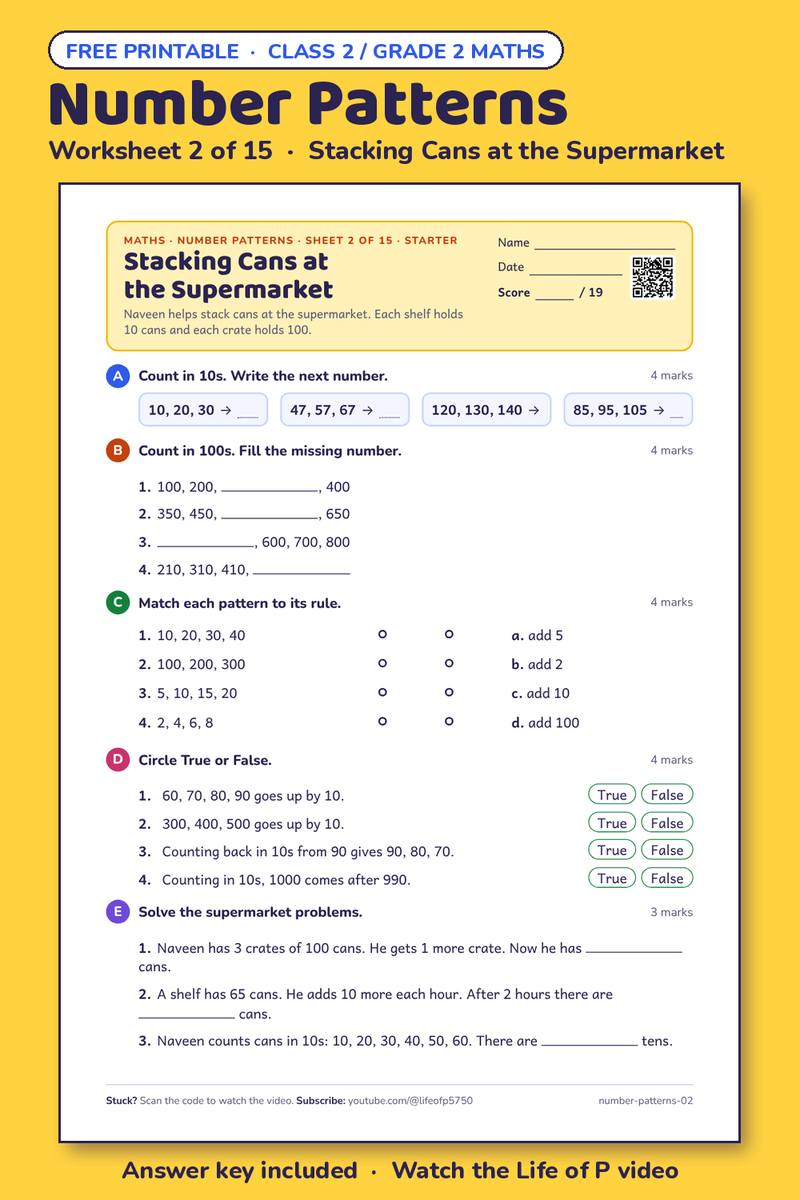 FREE PRINTABLE · CLASS 2 / GRADE 2 MATHS
Number Patterns
Worksheet 2 of 15 · Stacking Cans at the Supermarket
MATHS · NUMBER PATTERNS · SHEET 2 OF 15 · STARTER
Stacking Cans at
the Supermarket
Naveen helps stack cans at the supermarket. Each shelf holds
10 cans and each crate holds 100.
Name ____
Date ____
Score ____ / 19
A Count in 10s. Write the next number. 4 marks
10, 20, 30 → ___ 47, 57, 67 → ___ 120, 130, 140 → 85, 95, 105 → __
B Count in 100s. Fill the missing number. 4 marks
1. 100, 200, ____, 400
2. 350, 450, ____, 650
3. ____, 600, 700, 800
4. 210, 310, 410, ____
C Match each pattern to its rule. 4 marks
1. 10, 20, 30, 40 a. add 5
2. 100, 200, 300 b. add 2
3. 5, 10, 15, 20 c. add 10
4. 2, 4, 6, 8 d. add 100
D Circle True or False. 4 marks
1. 60, 70, 80, 90 goes up by 10. True False
2. 300, 400, 500 goes up by 10. True False
3. Counting back in 10s from 90 gives 90, 80, 70. True False
4. Counting in 10s, 1000 comes after 990. True False
E Solve the supermarket problems. 3 marks
1. Naveen has 3 crates of 100 cans. He gets 1 more crate. Now he has ____
cans.
2. A shelf has 65 cans. He adds 10 more each hour. After 2 hours there are
____ cans.
3. Naveen counts cans in 10s: 10, 20, 30, 40, 50, 60. There are ____ tens.
Stuck? Scan the code to watch the video. Subscribe: youtube.com/@lifeofp5750 number-patterns-02
Answer key included · Watch the Life of P video